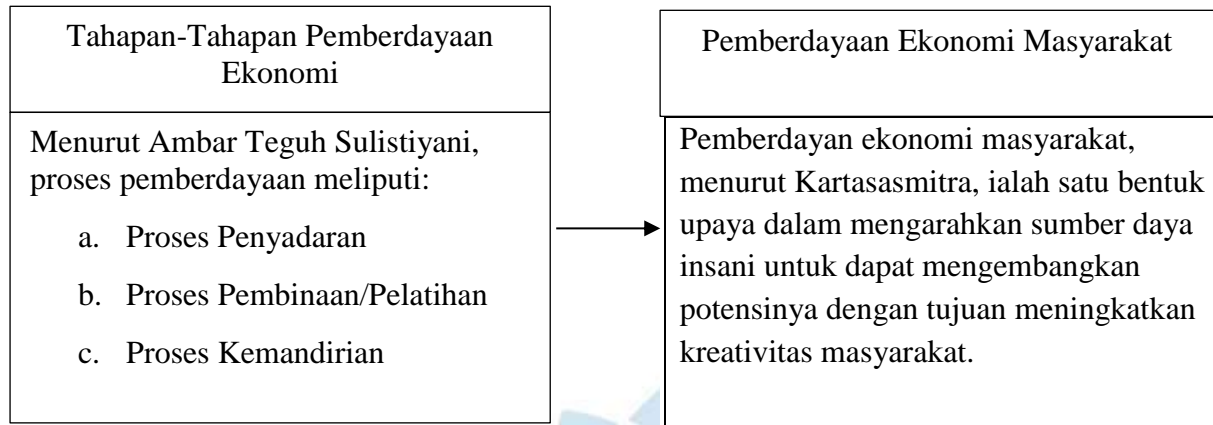 Tahapan-Tahapan Pemberdayaan
Ekonomi
Menurut Ambar Teguh Sulistiyani,
proses pemberdayaan meliputi:
a. Proses Penyadaran
b. Proses Pembinaan/Pelatihan
c. Proses Kemandirian
Pemberdayaan Ekonomi Masyarakat
Pemberdayan ekonomi masyarakat,
menurut Kartasasmitra, ialah satu bentuk
upaya dalam mengarahkan sumber daya
insani untuk dapat mengembangkan
potensinya dengan tujuan meningkatkan
kreativitas masyarakat.